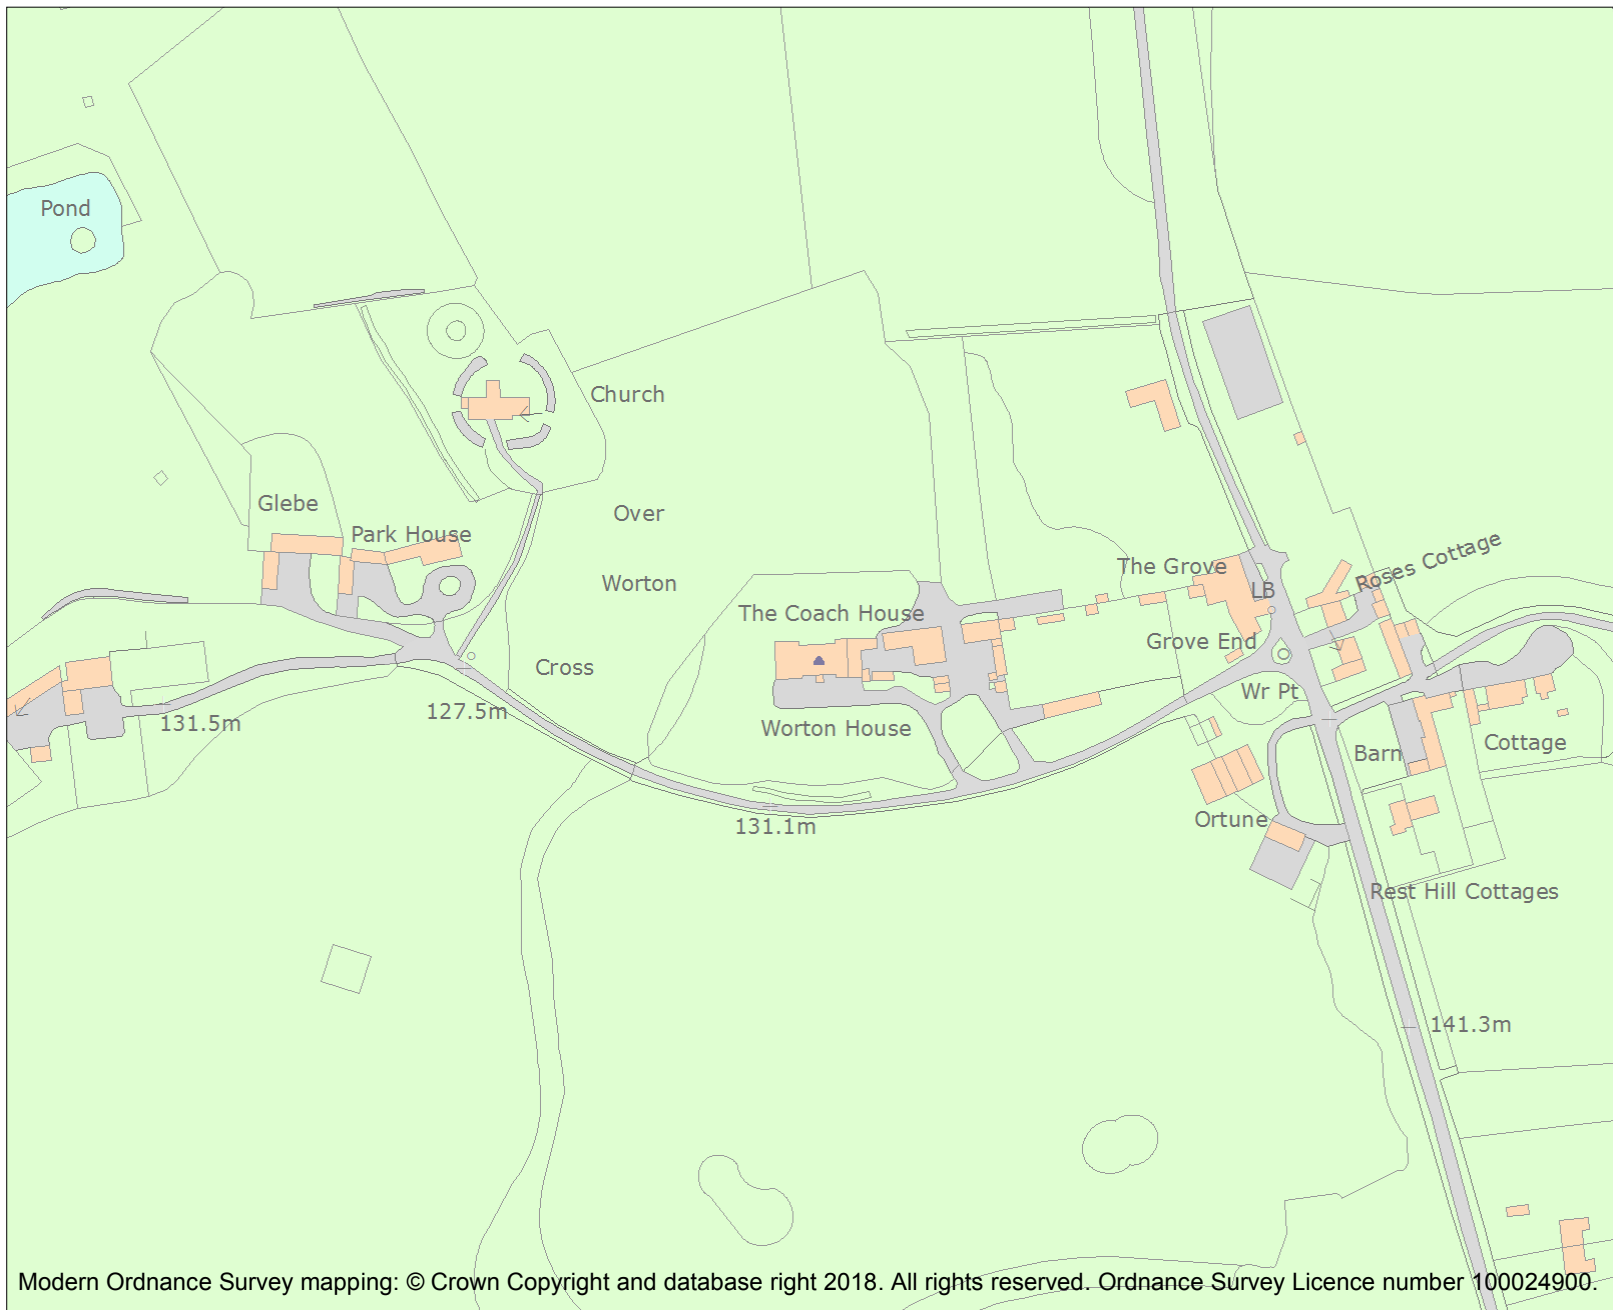 Pond
Church
Glebe
Over
Park House
Roses Cottage
The Grove
Worton
LB
The Coach House
Grove End
Cross
Wr Pt
127.5m
131.5m
Worton House
Cottage
Barn
Ortune
131.1m
Rest Hill Cottages
141.3m
Modern Ordnance Survey mapping: © Crown Copyright and database right 2018. All rights reserved. Ordnance Survey Licence number 100024900.